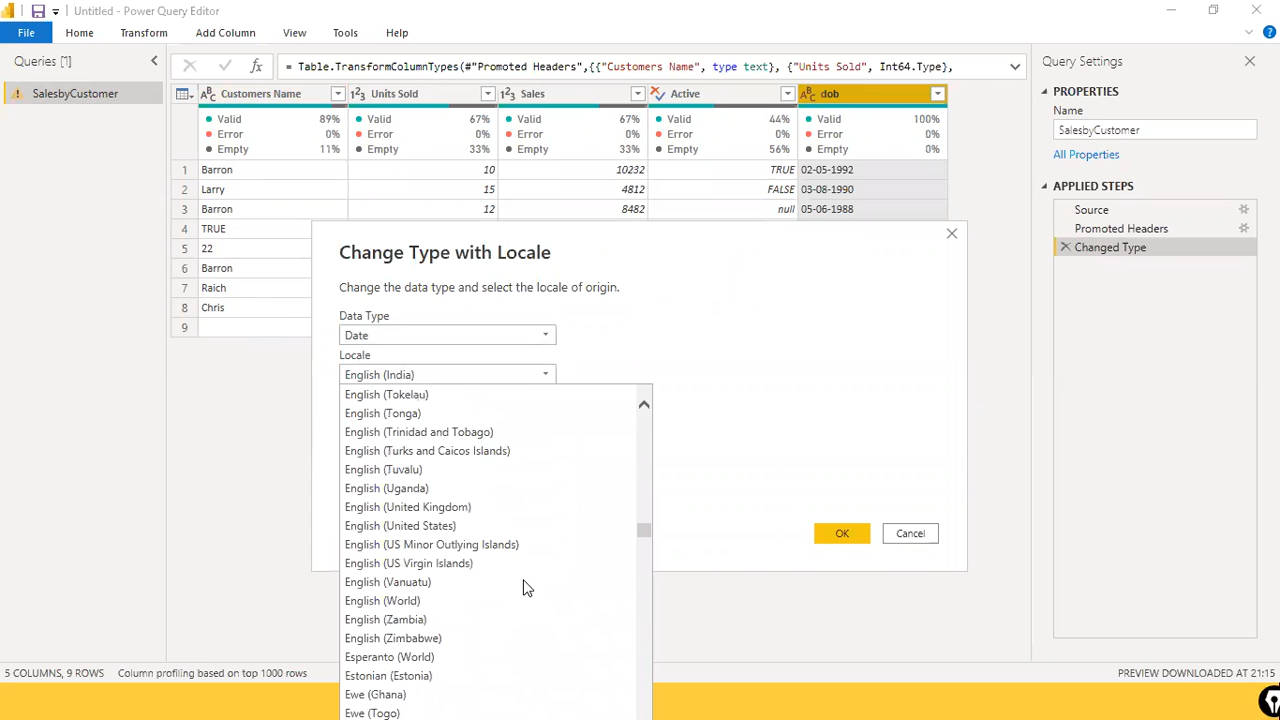 Untitled - Power Query Editor
File Home Transform Add Column View Tools Help
Queries [1]
SalesbyCustomer
fx = Table.TransformColumnTypes(#"Promoted Headers",{{"Customers Name", type text}, {"Units Sold", Int64.Type},
Customers Name Units Sold Sales Active dob
Valid 89% Valid 67% Valid 67% Valid 44% Valid 100%
Error 0% Error 0% Error 0% Error 0% Error 0%
Empty 11% Empty 33% Empty 33% Empty 56% Empty 0%
1 Barron 10 10232 TRUE 02-05-1992
2 Larry 15 4812 FALSE 03-08-1990
3 Barron 12 8482 null 05-06-1988
4 TRUE
5 22
6 Barron
7 Raich
8 Chris
9
Change Type with Locale
Change the data type and select the locale of origin.
Data Type
Date
Locale
English (India)
English (Tokelau)
English (Tonga)
English (Trinidad and Tobago)
English (Turks and Caicos Islands)
English (Tuvalu)
English (Uganda)
English (United Kingdom)
English (United States)
English (US Minor Outlying Islands)
English (US Virgin Islands)
English (Vanuatu)
English (World)
English (Zambia)
English (Zimbabwe)
Esperanto (World)
Estonian (Estonia)
Ewe (Ghana)
Ewe (Togo)
OK Cancel
Query Settings
PROPERTIES
Name
SalesbyCustomer
All Properties
APPLIED STEPS
Source
Promoted Headers
Changed Type
5 COLUMNS, 9 ROWS Column profiling based on top 1000 rows
PREVIEW DOWNLOADED AT 21:15